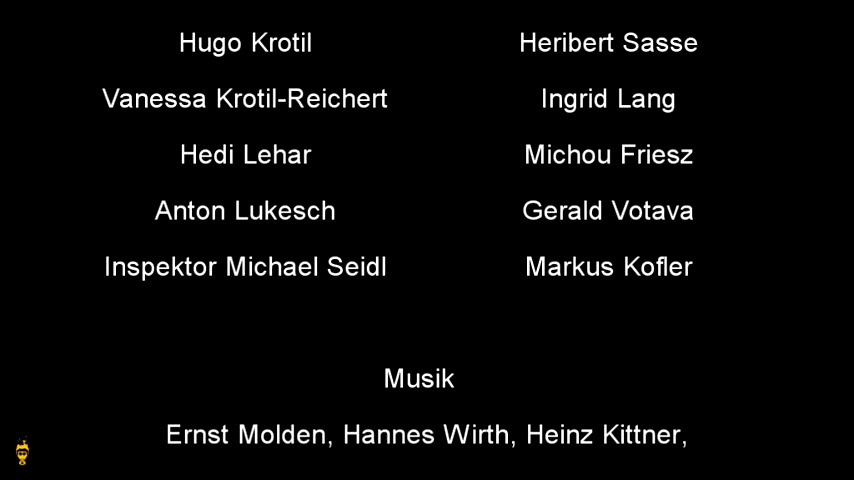 Hugo Krotil Heribert Sasse
Vanessa Krotil-Reichert Ingrid Lang
Hedi Lehar Michou Friesz
Anton Lukesch Gerald Votava
Inspektor Michael Seidl Markus Kofler
Musik
Ernst Molden, Hannes Wirth, Heinz Kittner,